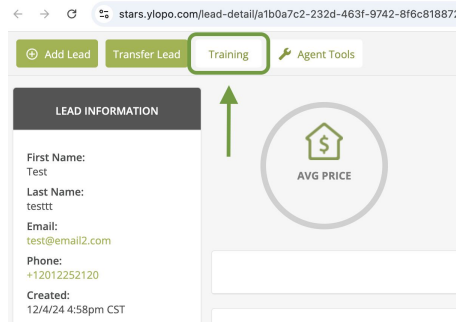 stars.ylopo.com/lead-detail/a1b0a7c2-232d-463f-9742-8f6c818872
Add Lead
Transfer Lead
Training
Agent Tools
LEAD INFORMATION
First Name:
Test
Last Name:
testtt
Email:
test@email2.com
Phone:
+12012252120
Created:
12/4/24 4:58pm CST
$
AVG PRICE